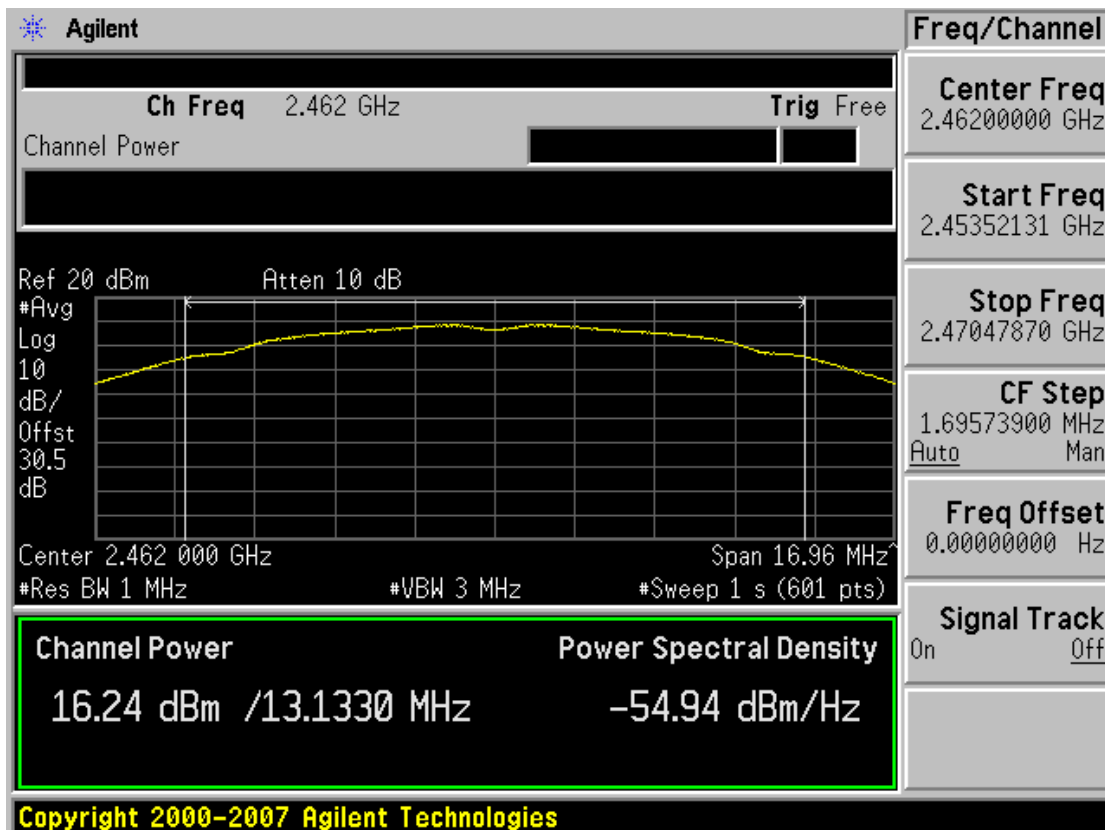 Agilent
Freq/Channel
Ch Freq 2.462 GHz Trig Free
Channel Power
Center Freq
2.46200000 GHz
Start Freq
2.45352131 GHz
Stop Freq
2.47047870 GHz
CF Step
1.69573900 MHz
Auto Man
Freq Offset
0.00000000 Hz
Signal Track
On Off
Ref 20 dBm Atten 10 dB
#Avg
Log
10
dB/
Offst
30.5
dB
Center 2.462 000 GHz Span 16.96 MHz^
#Res BW 1 MHz #VBW 3 MHz #Sweep 1 s (601 pts)
Channel Power Power Spectral Density
16.24 dBm /13.1330 MHz -54.94 dBm/Hz
Copyright 2000-2007 Agilent Technologies